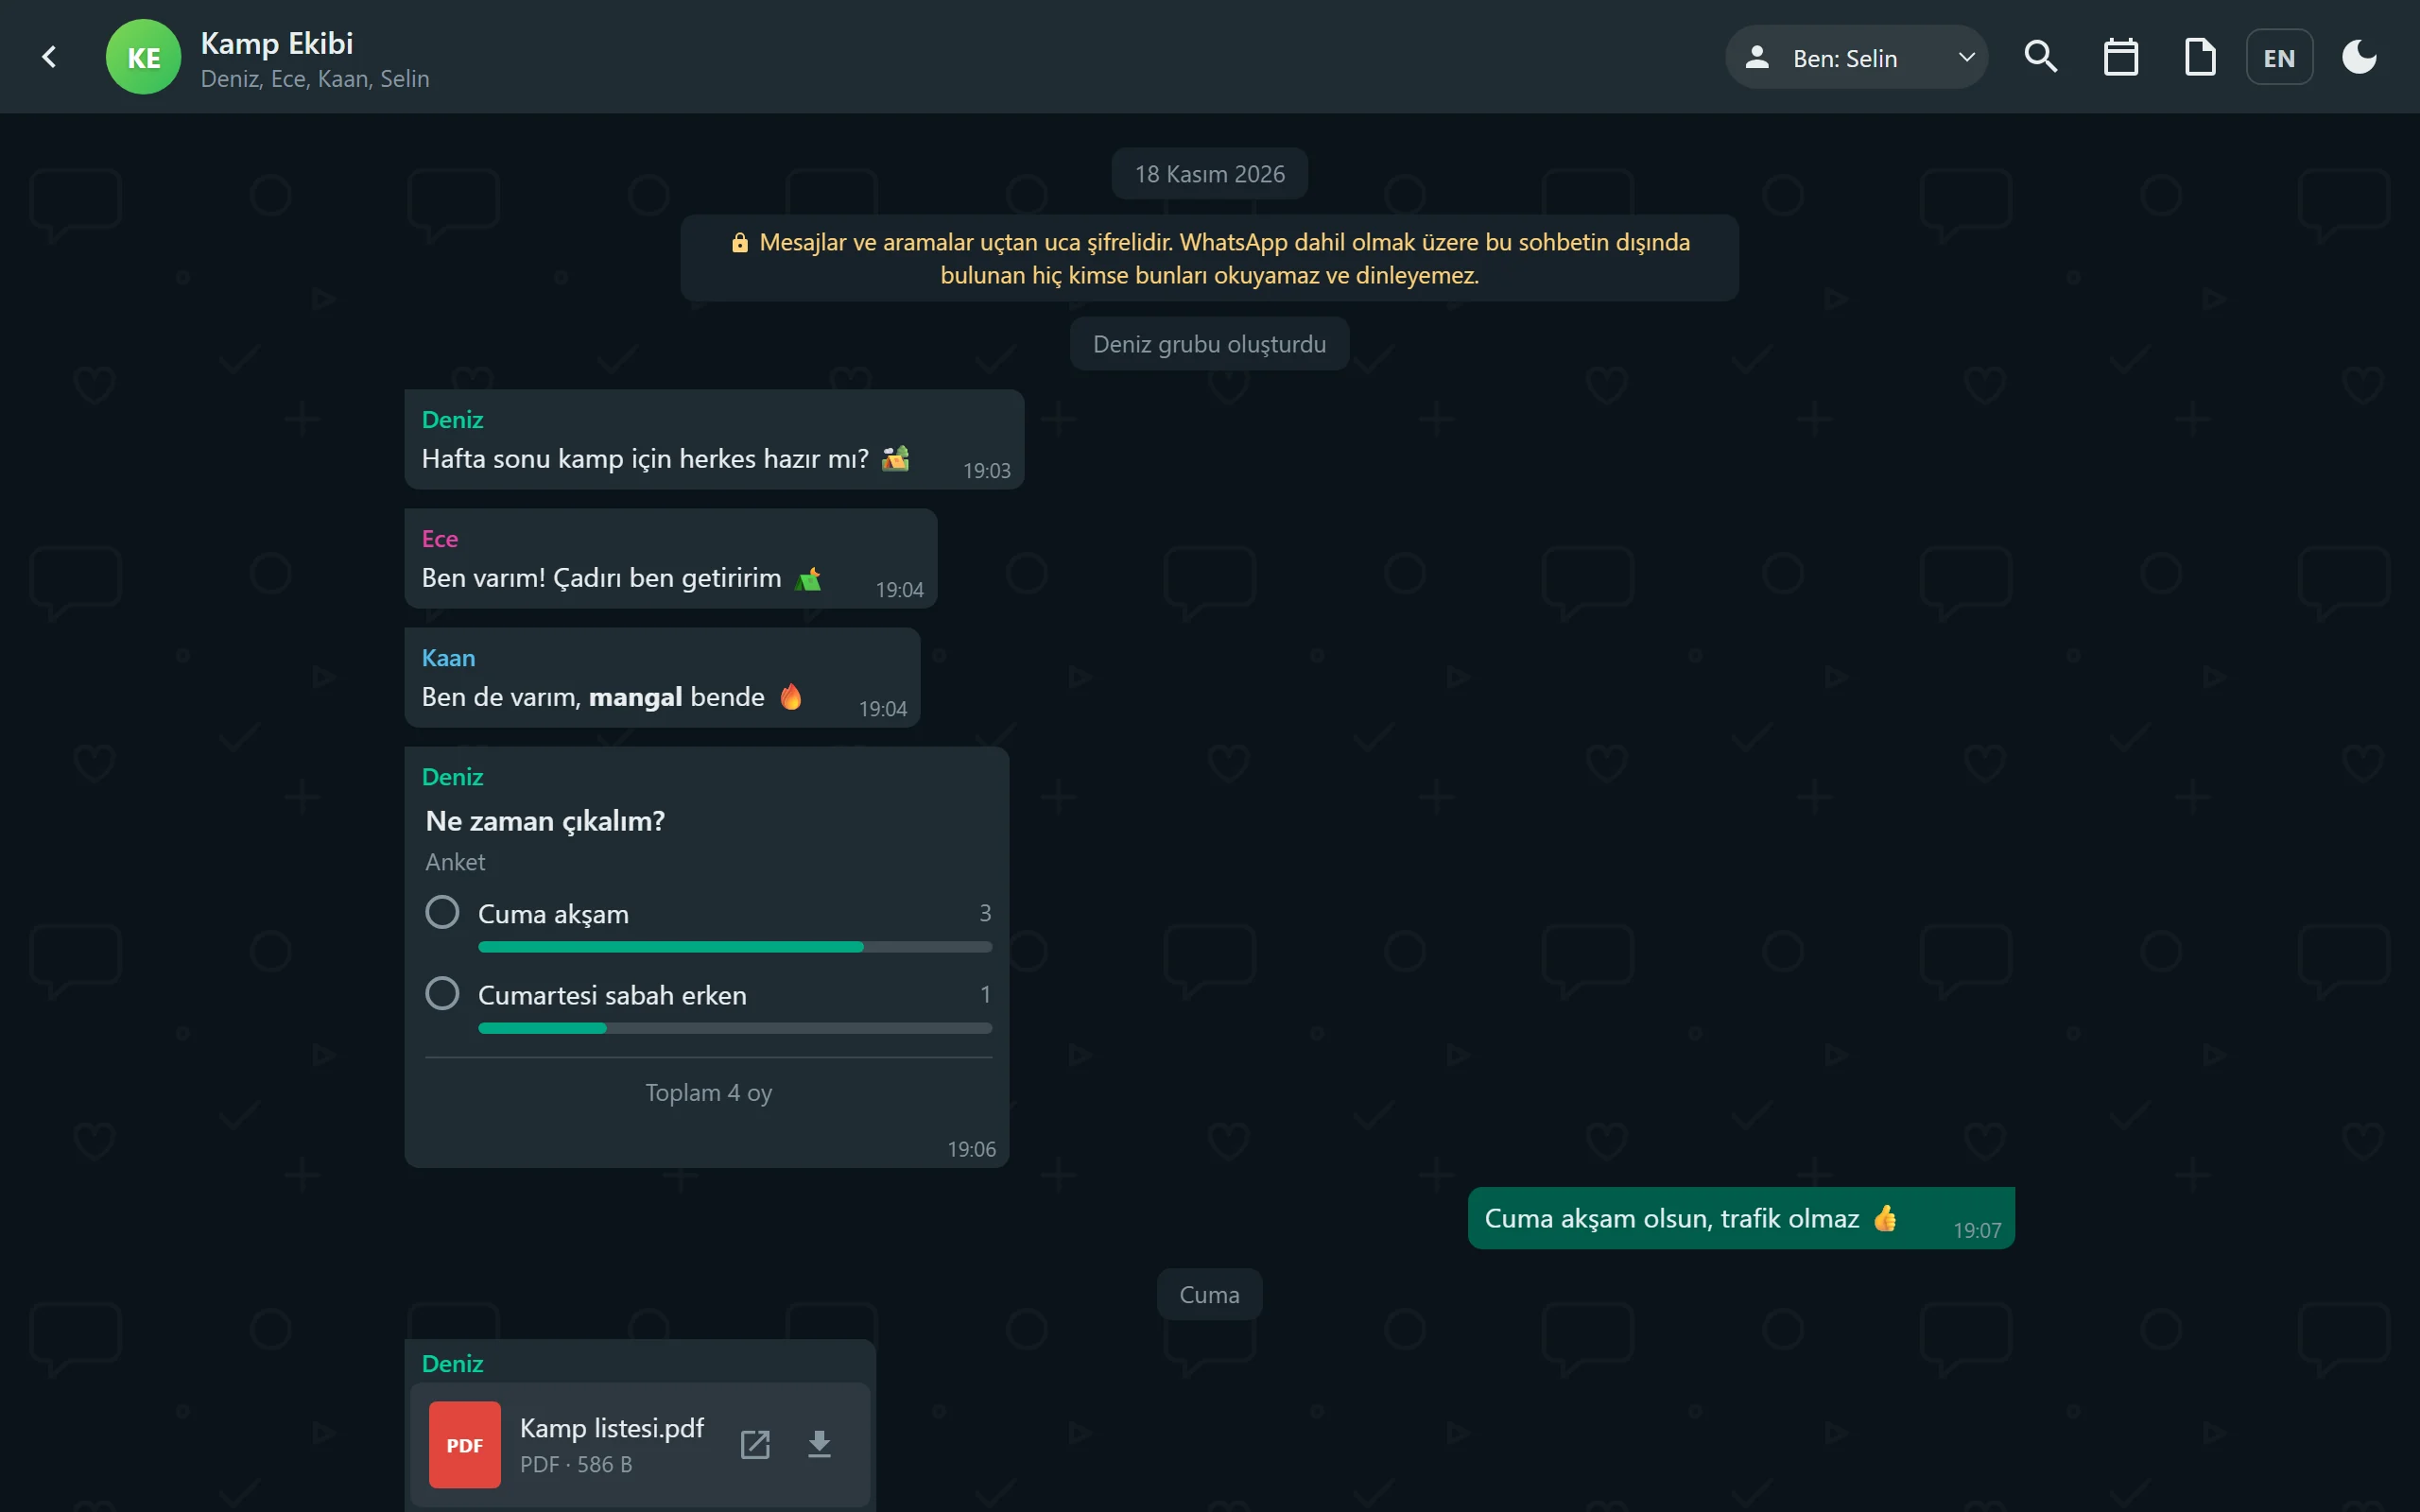 KE
Kamp Ekibi
Deniz, Ece, Kaan, Selin
Ben: Selin
EN
18 Kasım 2026
Mesajlar ve aramalar uçtan uca şifrelidir. WhatsApp dahil olmak üzere bu sohbetin dışında
bulunan hiç kimse bunları okuyamaz ve dinleyemez.
Deniz grubu oluşturdu
Deniz
Hafta sonu kamp için herkes hazır mı? 🏕️
19:03
Ece
Ben varım! Çadırı ben getiririm ⛺
19:04
Kaan
Ben de varım, mangal bende 🔥
19:04
Deniz
Ne zaman çıkalım?
Anket
Cuma akşam 3
Cumartesi sabah erken 1
Toplam 4 oy
19:06
Cuma akşam olsun, trafik olmaz 👍
19:07
Cuma
Deniz
PDF
Kamp listesi.pdf
PDF · 586 B